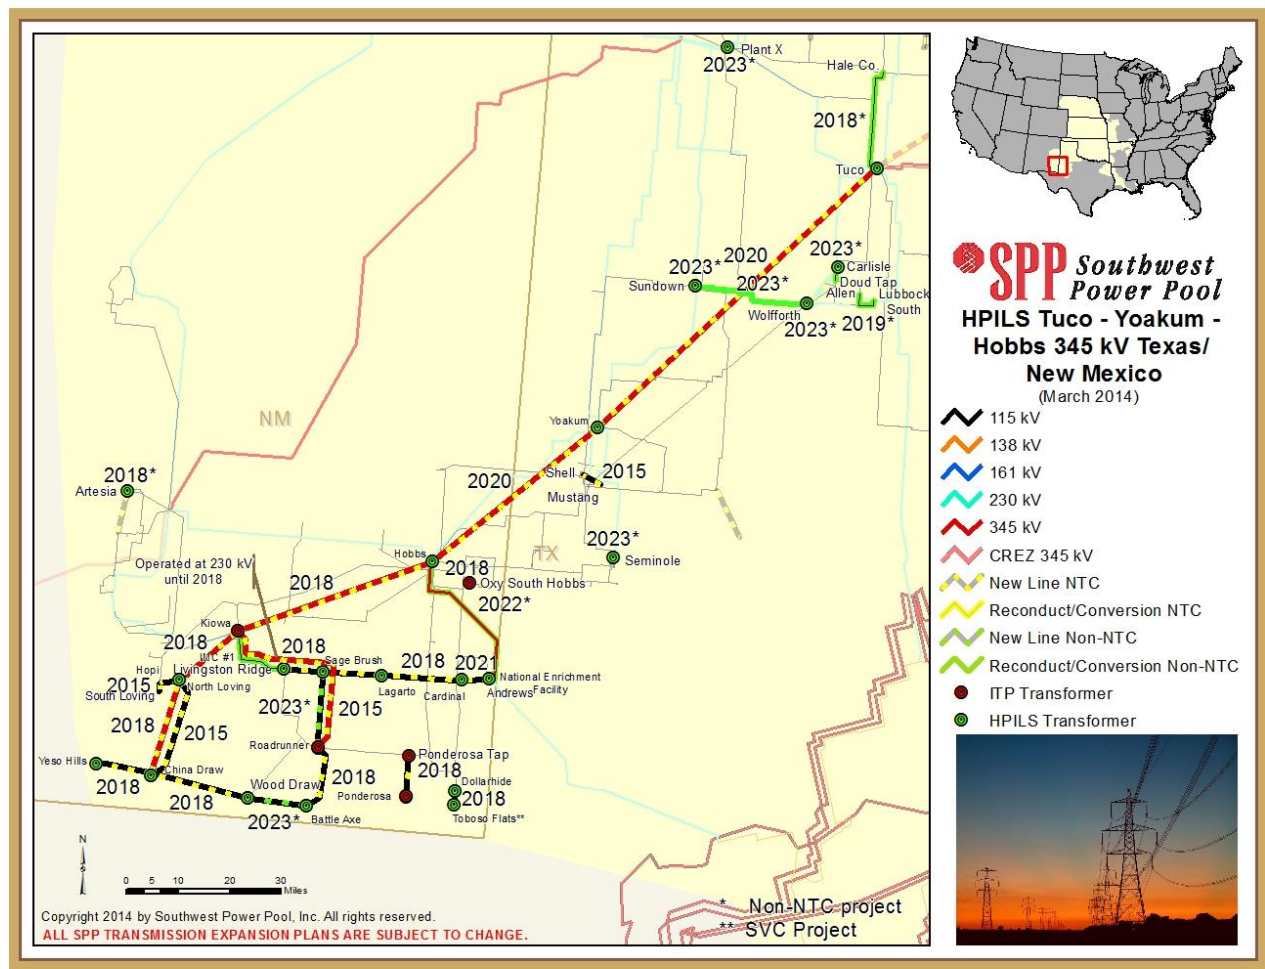 Plant X
2023*
Hale Co.
2018*
Tuco
2023*
2020
2023*
Carlisle
Sundown
2023*
Doud Tap
Allen
Lubbock
South
Wolfforth
2023*
2019*
NM
Yoakum
Shell
2015
2020
Mustang
2018*
Artesia
2023*
Seminole
TX
Hobbs
2018
Oxy South Hobbs
2022*
Operated at 230 kV
until 2018
2018
Kiowa
2018
2018
Livingston Ridge
Sage Brush
2018
2021
Hopi
North Loving
2015
South Loving
Lagarto
Cardinal
Andrews
National Enrichment
Facility
2018
2015
2023*
2015
Roadrunner
Yeso Hills
China Draw
2018
2018
Wood Draw
2018
2023*
Battle Axe
Ponderosa Tap
2018
Ponderosa
Dollarhide
2018
Toboso Flats**
N
0 5 10 20 30
Miles
* Non-NTC project
** SVC Project
Copyright 2014 by Southwest Power Pool, Inc. All rights reserved.
ALL SPP TRANSMISSION EXPANSION PLANS ARE SUBJECT TO CHANGE.
SPP Southwest
Power Pool
HPILS Tuco - Yoakum -
Hobbs 345 kV Texas/
New Mexico
(March 2014)
115 kV
138 kV
161 kV
230 kV
345 kV
CREZ 345 kV
New Line NTC
Reconduct/Conversion NTC
New Line Non-NTC
Reconduct/Conversion Non-NTC
ITP Transformer
HPILS Transformer